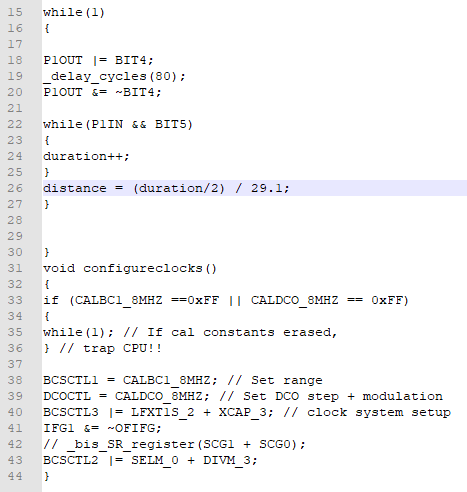 15 while(1)
16 {
17
18 P1OUT |= BIT4;
19 _delay_cycles(80);
20 P1OUT &= ~BIT4;
21
22 while(P1IN && BIT5)
23 {
24 duration++;
25 }
26 distance = (duration/2) / 29.1;
27 }
28
29
30 }
31 void configureclocks()
32 {
33 if (CALBC1_8MHZ ==0xFF || CALDCO_8MHZ == 0xFF)
34 {
35 while(1); // If cal constants erased,
36 } // trap CPU!!
37
38 BCSCTL1 = CALBC1_8MHZ; // Set range
39 DCOCTL = CALDCO_8MHZ; // Set DCO step + modulation
40 BCSCTL3 |= LFXT1S_2 + XCAP_3; // clock system setup
41 IFG1 &= ~OFIFG;
42 // _bis_SR_register(SCG1 + SCG0);
43 BCSCTL2 |= SELM_0 + DIVM_3;
44 }